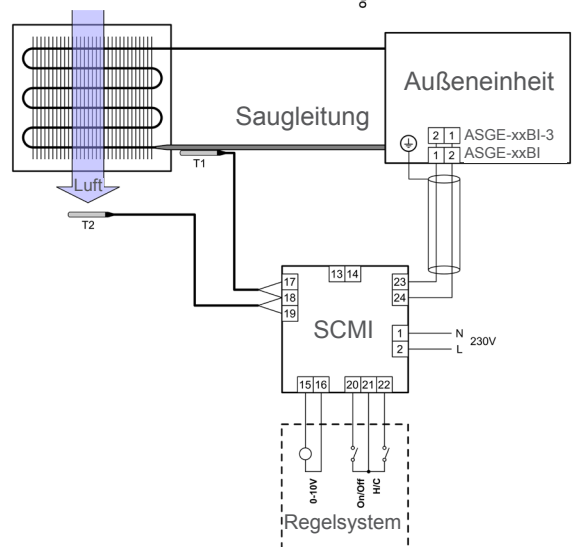 Außeneinheit
Saugleitung
2 1 ASGE-xxBI-3
1 2 ASGE-xxBI
T1
Luft
T2
13 14
17
18
19
23
24
SCMI
1 N
2 L
230V
15 16 20 21 22
0-10V
On/Off
H/C
Regelsystem